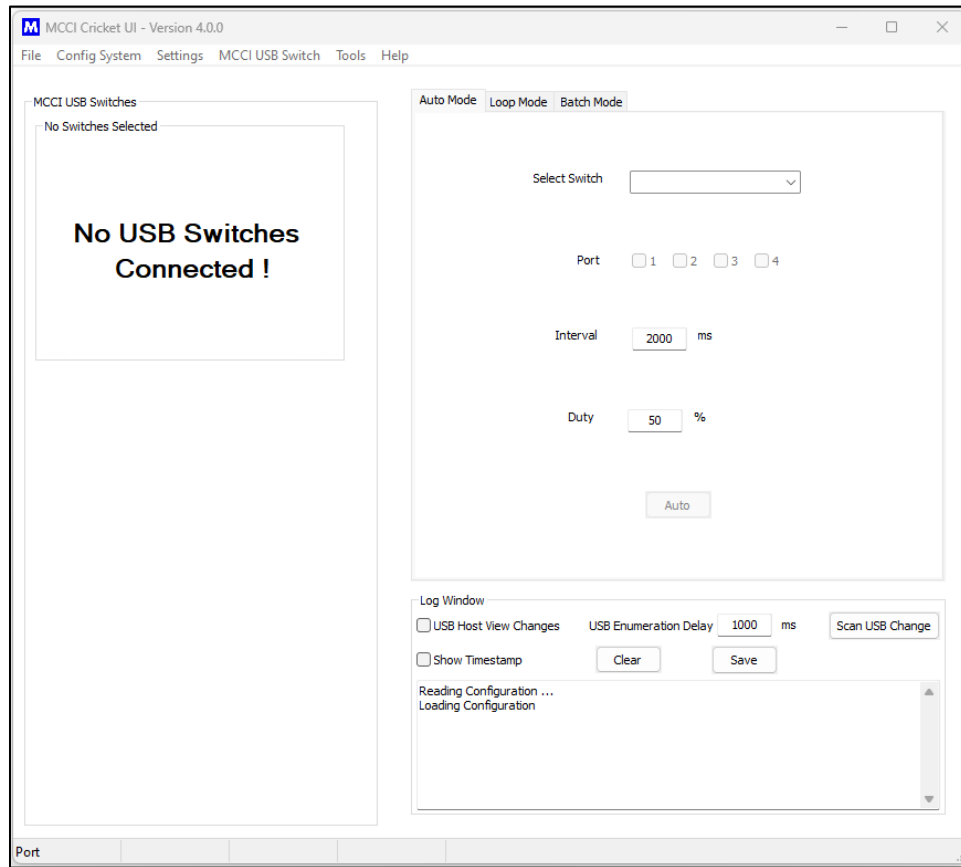 M MCCI Cricket UI - Version 4.0.0
File Config System Settings MCCI USB Switch Tools Help
MCCI USB Switches
No Switches Selected
No USB Switches
Connected !
Auto Mode Loop Mode Batch Mode
Select Switch
Port 1 2 3 4
Interval 2000 ms
Duty 50 %
Auto
Log Window
USB Host View Changes USB Enumeration Delay 1000 ms Scan USB Change
Show Timestamp Clear Save
Reading Configuration ...
Loading Configuration
Port